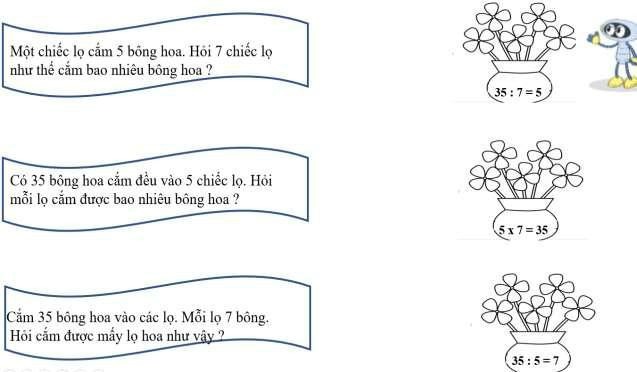 Một chiếc lọ cắm 5 bông hoa. Hỏi 7 chiếc lọ
như thế cắm bao nhiêu bông hoa ?
35 : 7 = 5
Có 35 bông hoa cắm đều vào 5 chiếc lọ. Hỏi
mỗi lọ cắm được bao nhiêu bông hoa ?
5 x 7 = 35
Cắm 35 bông hoa vào các lọ. Mỗi lọ 7 bông.
Hỏi cắm được mấy lọ hoa như vậy ?
35 : 5 = 7